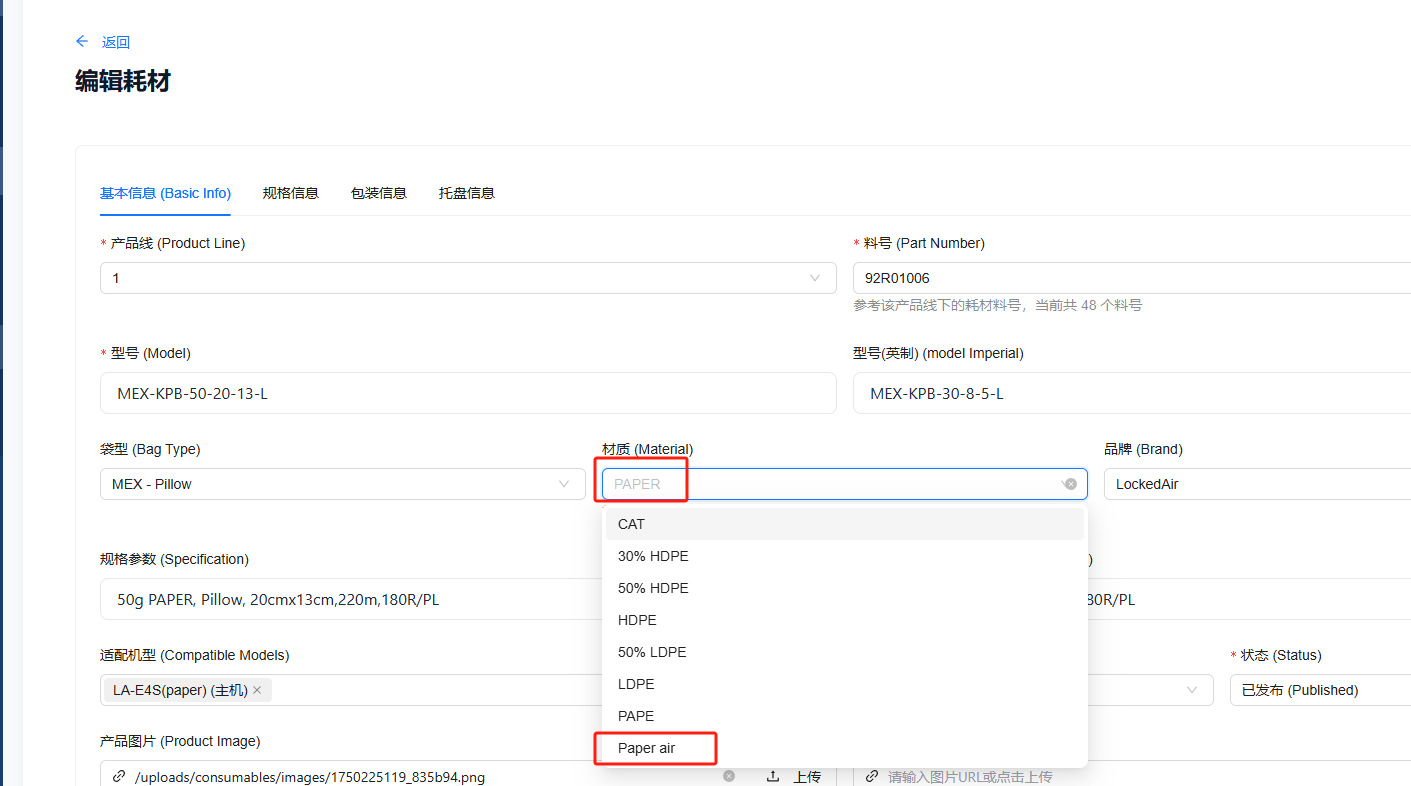 返回
编辑耗材
基本信息 (Basic Info) 规格信息 包装信息 托盘信息
* 产品线 (Product Line) * 料号 (Part Number)
1 92R01006
参考该产品线下的耗材料号，当前共 48 个料号
* 型号 (Model) 型号(英制) (model Imperial)
MEX-KPB-50-20-13-L MEX-KPB-30-8-5-L
袋型 (Bag Type) 材质 (Material) 品牌 (Brand)
MEX - Pillow PAPER LockedAir
CAT
30% HDPE
50% HDPE
HDPE
50% LDPE
LDPE
PAPE
Paper air
规格参数 (Specification) )
50g PAPER, Pillow, 20cmx13cm,220m,180R/PL 80R/PL
适配机型 (Compatible Models) * 状态 (Status)
LA-E4S(paper) (主机) × 已发布 (Published)
产品图片 (Product Image)
/uploads/consumables/images/1750225119_835b94.png 上传 请输入图片URL或点击上传